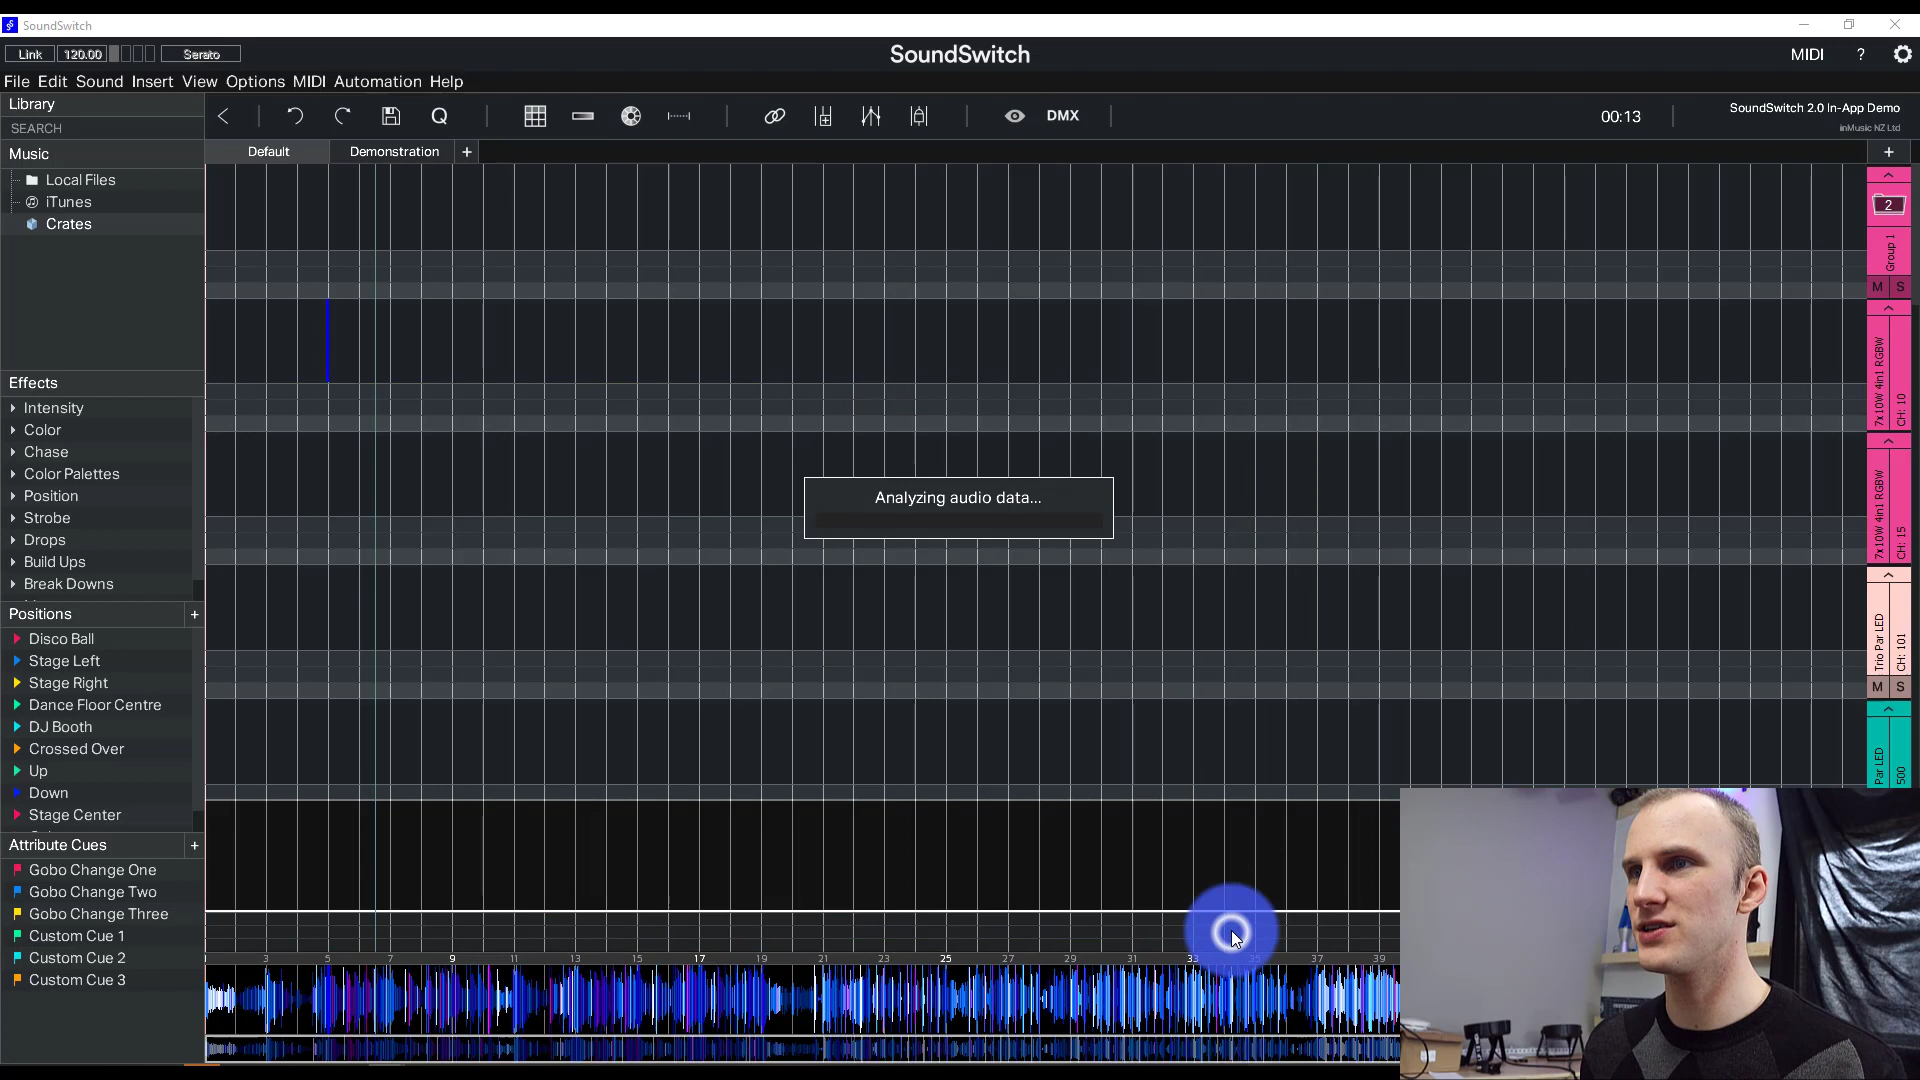 SoundSwitch
Link 120.00 Serato
SoundSwitch
MIDI ?
File Edit Sound Insert View Options MIDI Automation Help
Library
SEARCH
Q
DMX
00:13
SoundSwitch 2.0 In-App Demo
inMusic NZ Ltd
Music
Default Demonstration + +
Local Files
iTunes
Crates
2
Group 1
M S
7x10W 4in1 RGBW
CH: 10
7x10W 4in1 RGBW
CH: 15
Trio Par LED
CH: 101
M S
Par LED
500
Analyzing audio data...
Effects
Intensity
Color
Chase
Color Palettes
Position
Strobe
Drops
Build Ups
Break Downs
Positions +
Disco Ball
Stage Left
Stage Right
Dance Floor Centre
DJ Booth
Crossed Over
Up
Down
Stage Center
Attribute Cues +
Gobo Change One
Gobo Change Two
Gobo Change Three
Custom Cue 1
Custom Cue 2
Custom Cue 3
3 5 7 9 11 13 15 17 19 21 23 25 27 29 31 33 35 37 39